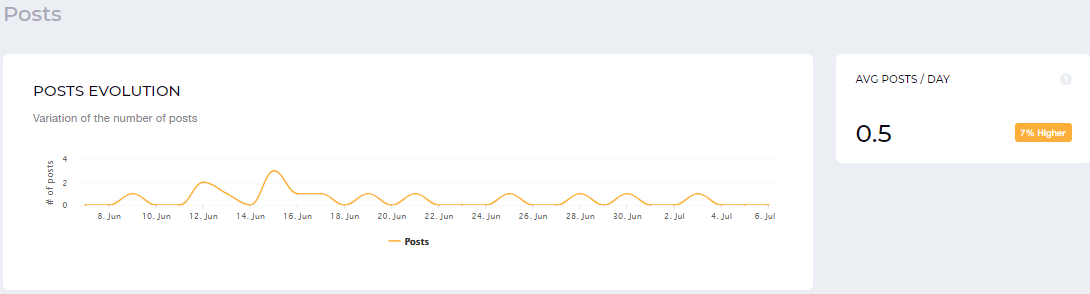 Posts
POSTS EVOLUTION
Variation of the number of posts
# of posts
4
2
0
8. Jun 10. Jun 12. Jun 14. Jun 16. Jun 18. Jun 20. Jun 22. Jun 24. Jun 26. Jun 28. Jun 30. Jun 2. Jul 4. Jul 6. Jul
Posts
AVG POSTS / DAY
0.5
7% Higher